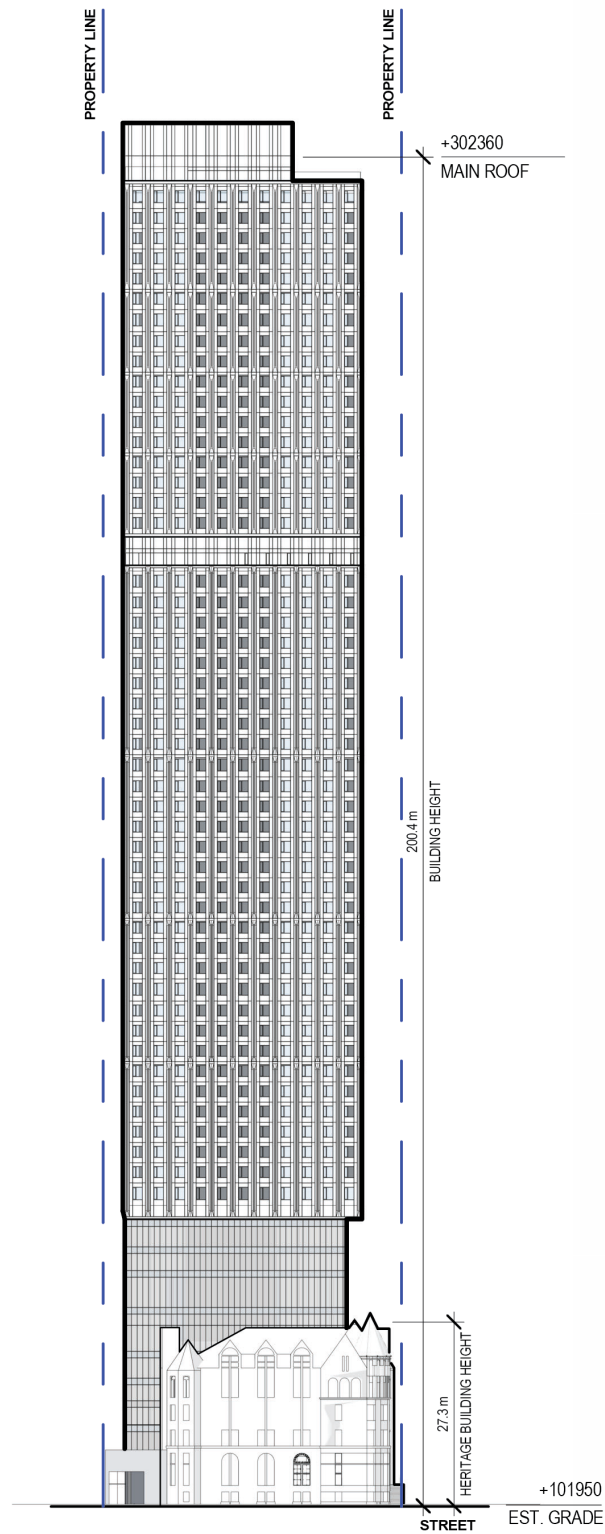 PROPERTY LINE
PROPERTY LINE
+302360
MAIN ROOF
200.4 m
BUILDING HEIGHT
27.3 m
HERITAGE BUILDING HEIGHT
+101950
EST. GRADE
STREET